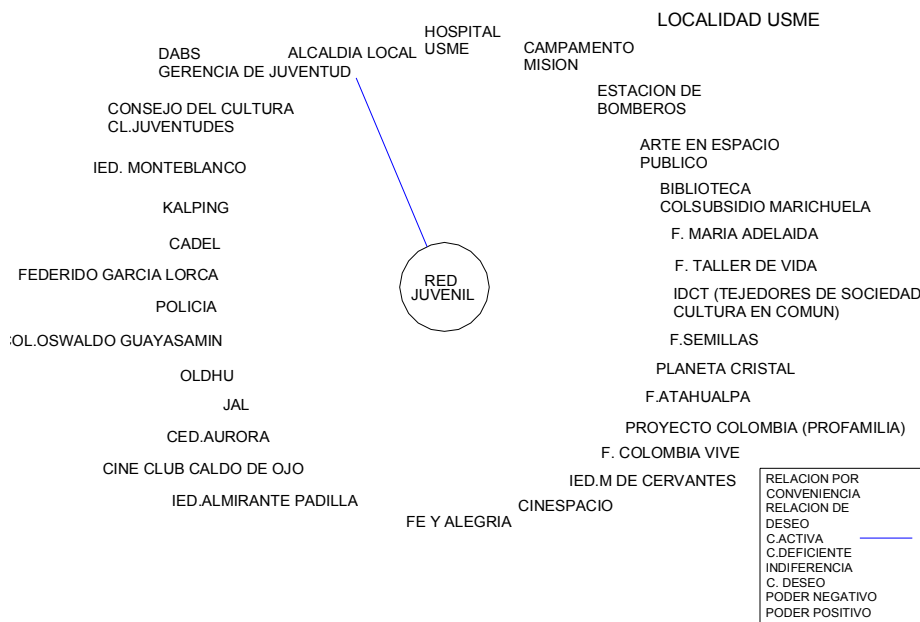 LOCALIDAD USME
HOSPITAL
USME
ALCALDIA LOCAL
DABS
GERENCIA DE JUVENTUD
CAMPAMENTO
MISION
ESTACION DE
BOMBEROS
CONSEJO DEL CULTURA
CL.JUVENTUDES
ARTE EN ESPACIO
PUBLICO
IED. MONTEBLANCO
BIBLIOTECA
COLSUBSIDIO MARICHUELA
KALPING
F. MARIA ADELAIDA
CADEL
F. TALLER DE VIDA
FEDERIDO GARCIA LORCA
RED
JUVENIL
IDCT (TEJEDORES DE SOCIEDAD
CULTURA EN COMUN)
POLICIA
OL.OSWALDO GUAYASAMIN
F.SEMILLAS
OLDHU
PLANETA CRISTAL
JAL
F.ATAHUALPA
CED.AURORA
PROYECTO COLOMBIA (PROFAMILIA)
CINE CLUB CALDO DE OJO
F. COLOMBIA VIVE
IED.ALMIRANTE PADILLA
IED.M DE CERVANTES
CINESPACIO
FE Y ALEGRIA
RELACION POR
CONVENIENCIA
RELACION DE
DESEO
C.ACTIVA
C.DEFICIENTE
INDIFERENCIA
C. DESEO
PODER NEGATIVO
PODER POSITIVO